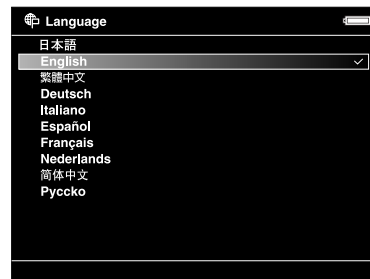 Language
日本語
English
繁體中文
Deutsch
Italiano
Español
Français
Nederlands
简体中文
Pyccko